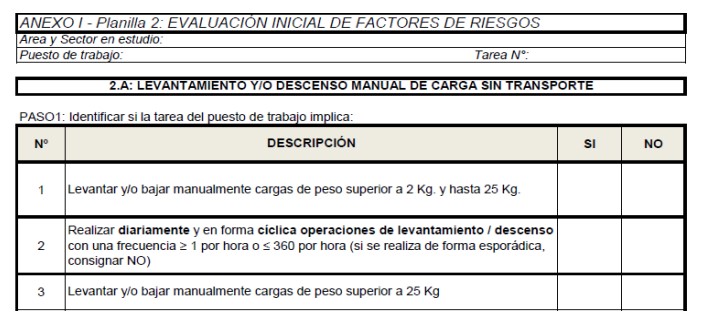 ANEXO I - Planilla 2: EVALUACIÓN INICIAL DE FACTORES DE RIESGOS
Area y Sector en estudio:
Puesto de trabajo: Tarea N°:
2.A: LEVANTAMIENTO Y/O DESCENSO MANUAL DE CARGA SIN TRANSPORTE
PASO1: Identificar si la tarea del puesto de trabajo implica:
N° DESCRIPCIÓN SI NO
1 Levantar y/o bajar manualmente cargas de peso superior a 2 Kg. y hasta 25 Kg.
Realizar diariamente y en forma cíclica operaciones de levantamiento / descenso
2 con una frecuencia ≥ 1 por hora o ≤ 360 por hora (si se realiza de forma esporádica,
consignar NO)
3 Levantar y/o bajar manualmente cargas de peso superior a 25 Kg